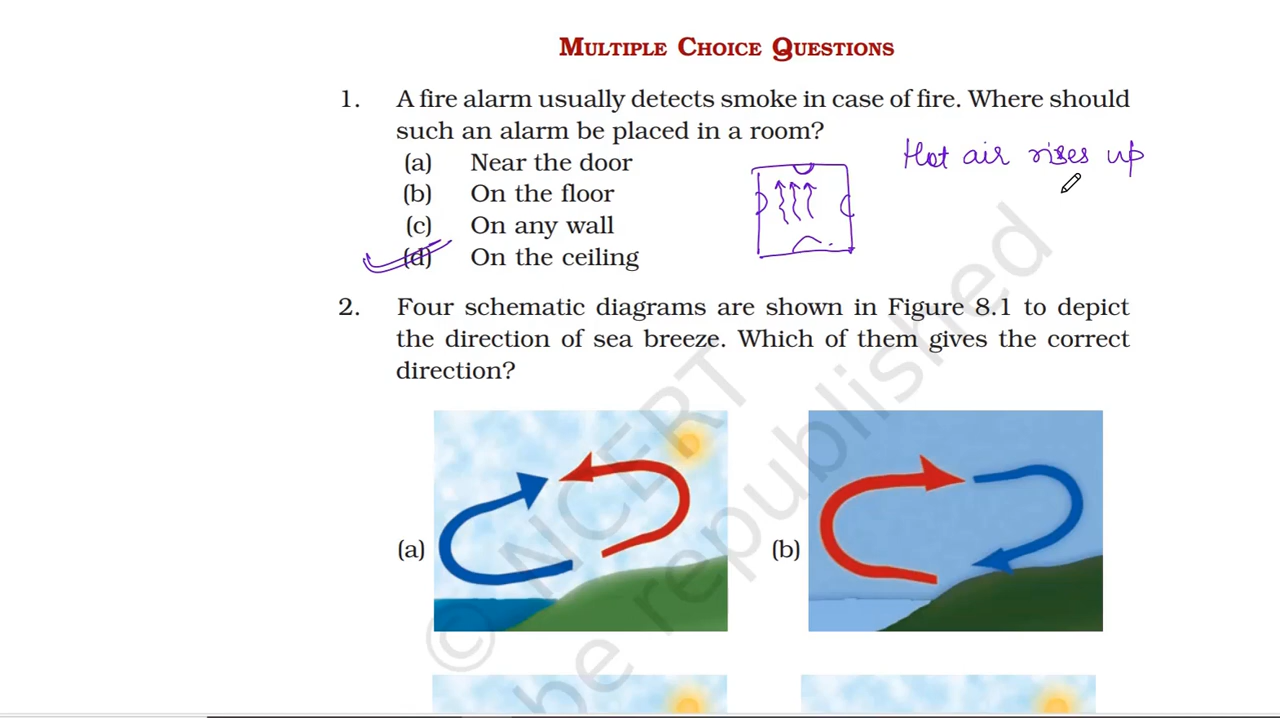 MULTIPLE CHOICE QUESTIONS
1. A fire alarm usually detects smoke in case of fire. Where should
such an alarm be placed in a room?
Hot air rises up
(a) Near the door
(b) On the floor
(c) On any wall
(d) On the ceiling
2. Four schematic diagrams are shown in Figure 8.1 to depict
the direction of sea breeze. Which of them gives the correct
direction?
(a)
(b)
© NCERT
be republished